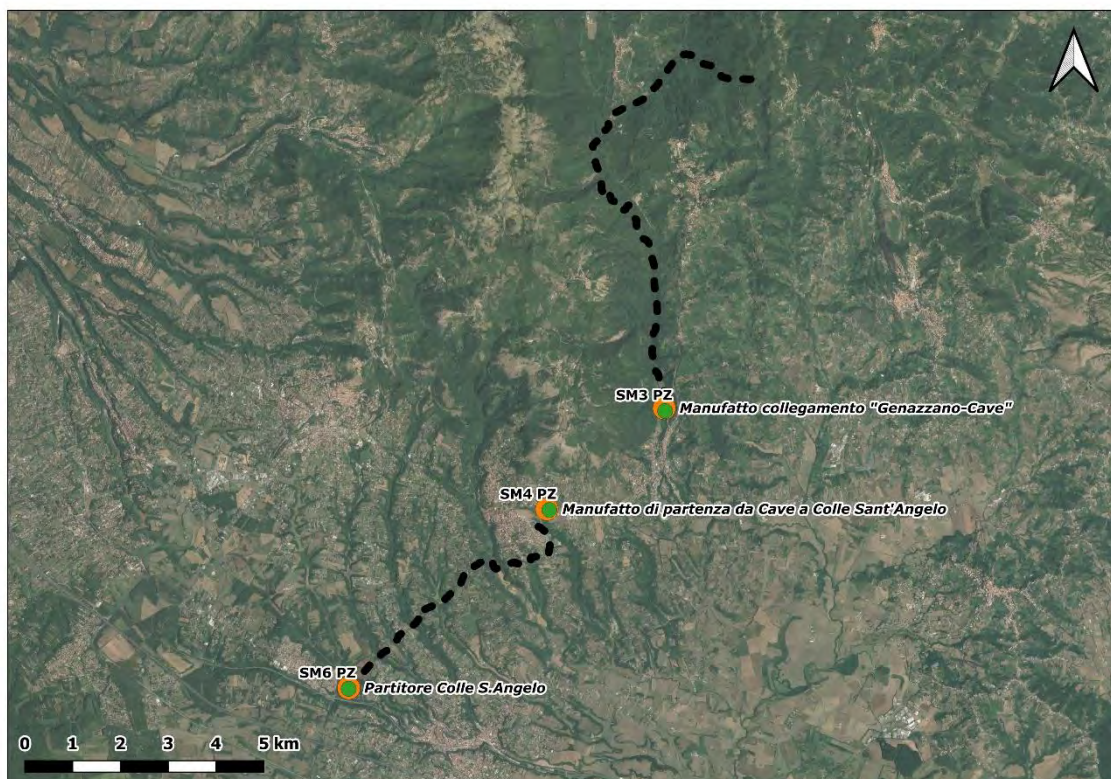 SM3 PZ
Manufatto collegamento "Genazzano-Cave"
SM4 PZ
Manufatto di partenza da Cave a Colle Sant'Angelo
SM6 PZ
Partitore Colle S.Angelo
0 1 2 3 4 5 km